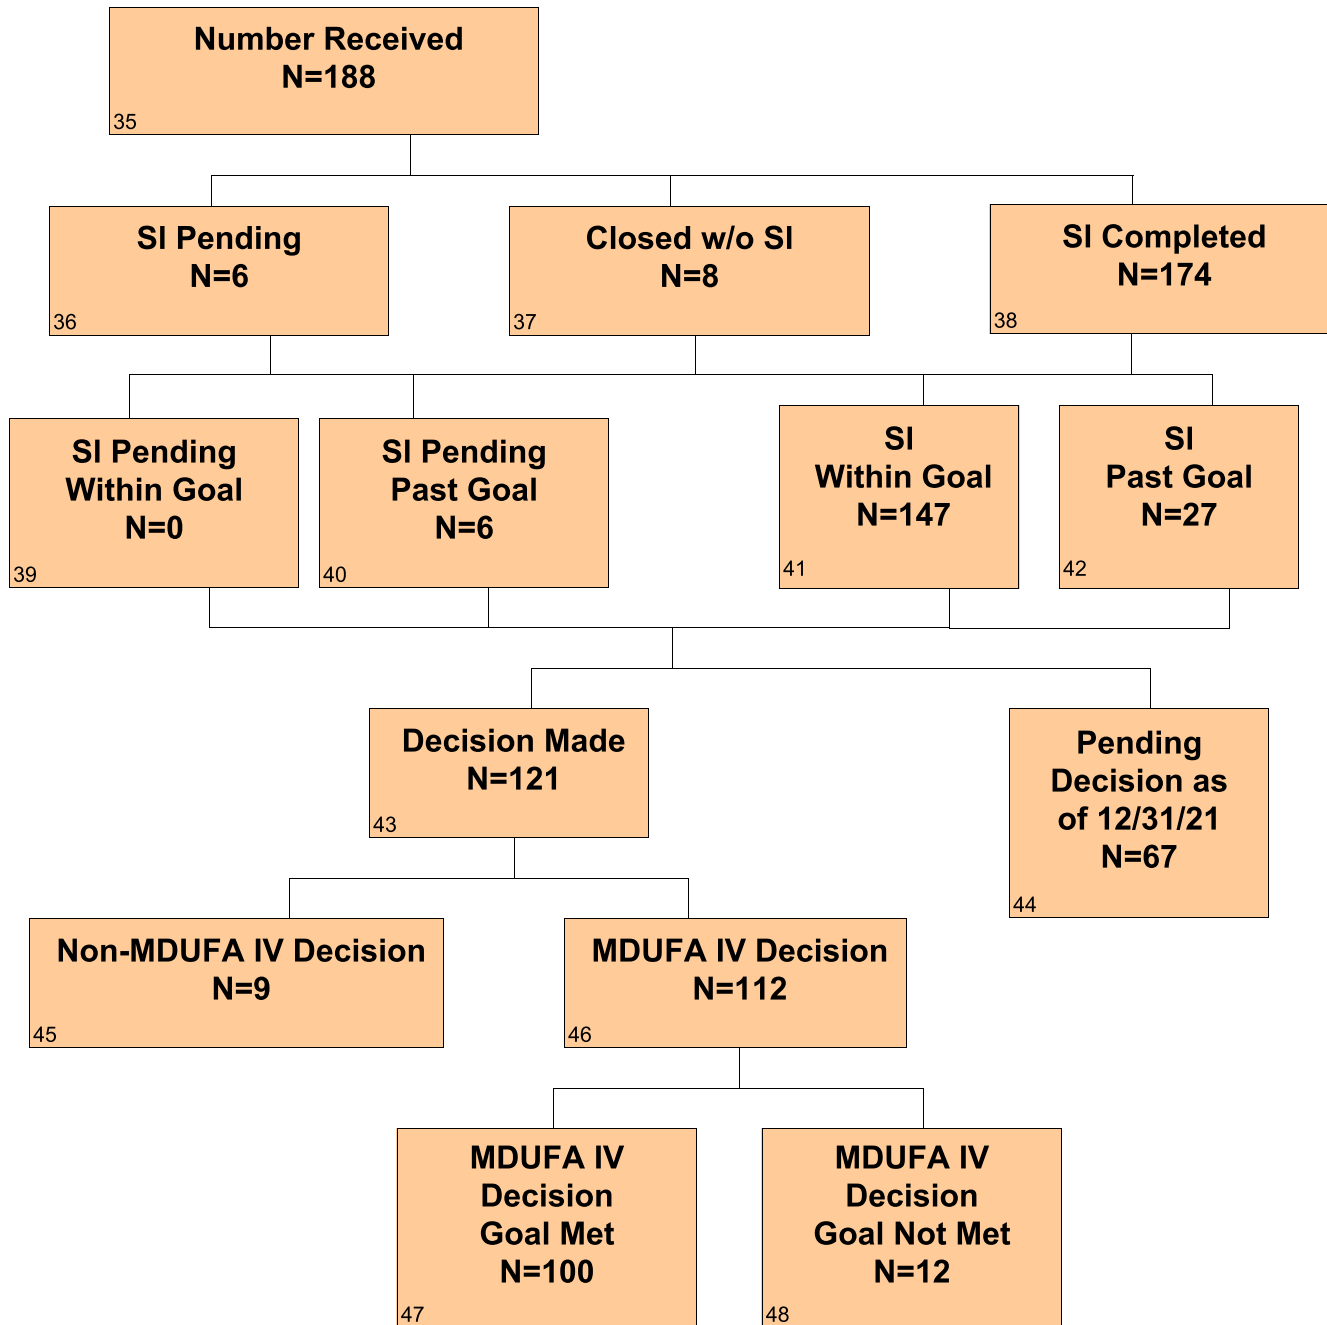 Number Received
N=188
35
SI Pending
N=6
36
Closed w/o SI
N=8
37
SI Completed
N=174
38
SI Pending
Within Goal
N=0
39
SI Pending
Past Goal
N=6
40
SI
Within Goal
N=147
41
SI
Past Goal
N=27
42
Decision Made
N=121
43
Pending
Decision as
of 12/31/21
N=67
44
Non-MDUFA IV Decision
N=9
45
MDUFA IV Decision
N=112
46
MDUFA IV
Decision
Goal Met
N=100
47
MDUFA IV
Decision
Goal Not Met
N=12
48